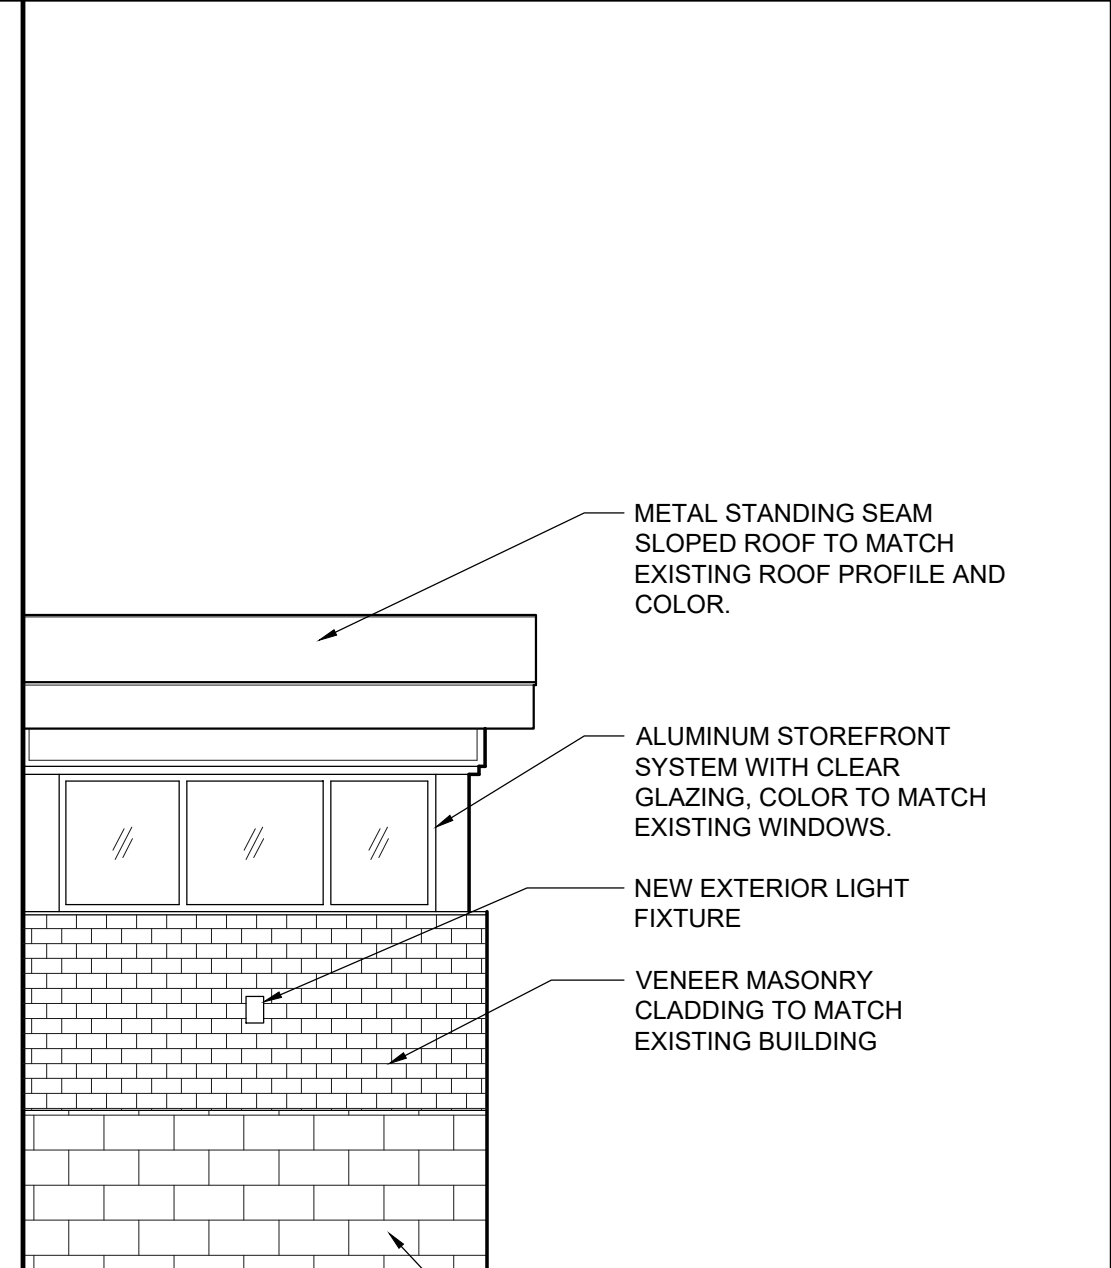 METAL STANDING SEAM
SLOPED ROOF TO MATCH
EXISTING ROOF PROFILE AND
COLOR.
ALUMINUM STOREFRONT
SYSTEM WITH CLEAR
GLAZING, COLOR TO MATCH
EXISTING WINDOWS.
NEW EXTERIOR LIGHT
FIXTURE
VENEER MASONRY
CLADDING TO MATCH
EXISTING BUILDING